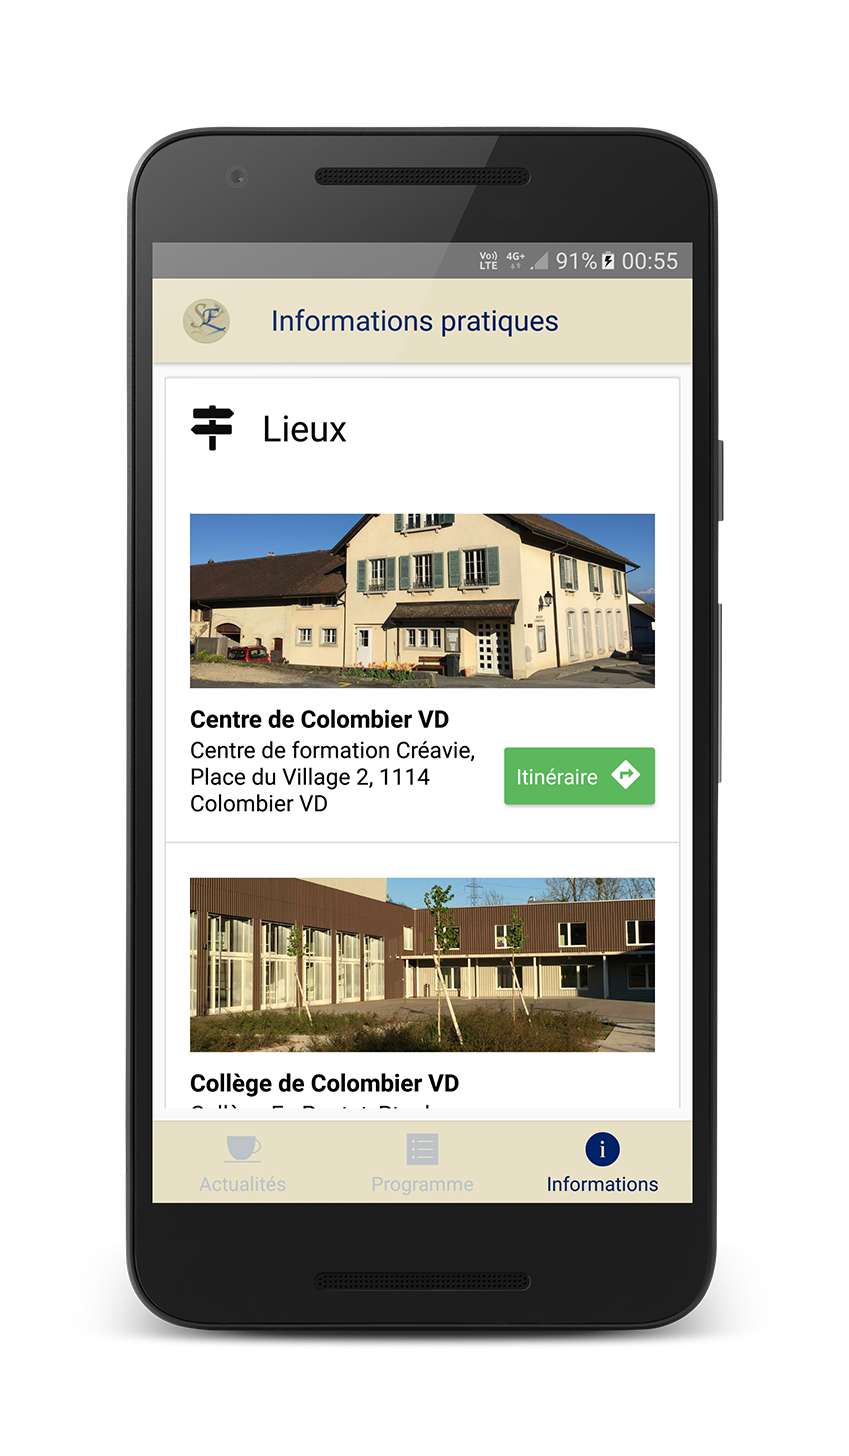 Vo)) LTE 4G+ 91% 00:55
SE Informations pratiques
Lieux
Centre de Colombier VD
Centre de formation Créavie,
Place du Village 2, 1114
Colombier VD
Itinéraire
Collège de Colombier VD
Actualités Programme Informations